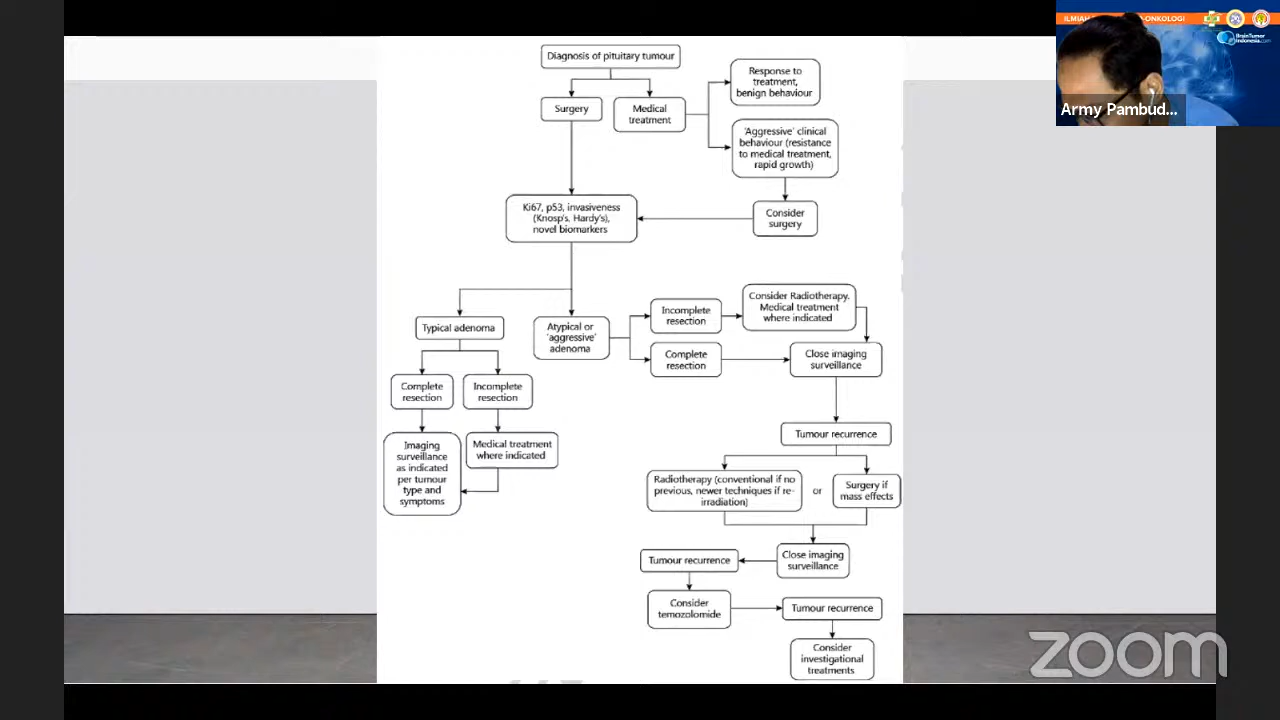 ILMIAH
-ONKOLOGI
BrainTumor
Indonesia.com
Army Pambud...
Diagnosis of pituitary tumour
Surgery
Medical
treatment
Response to
treatment,
benign behaviour
'Aggressive' clinical
behaviour (resistance
to medical treatment,
rapid growth)
Consider
surgery
Ki67, p53, invasiveness
(Knosp's, Hardy's),
novel biomarkers
Typical adenoma
Atypical or
'aggressive'
adenoma
Incomplete
resection
Complete
resection
Consider Radiotherapy.
Medical treatment
where indicated
Close imaging
surveillance
Complete
resection
Incomplete
resection
Imaging
surveillance
as indicated
per tumour
type and
symptoms
Medical treatment
where indicated
Tumour recurrence
Radiotherapy (conventional if no
previous, newer techniques if re-
irradiation)
or
Surgery if
mass effects
Close imaging
surveillance
Tumour recurrence
Consider
temozolomide
Tumour recurrence
Consider
investigational
treatments
zoom